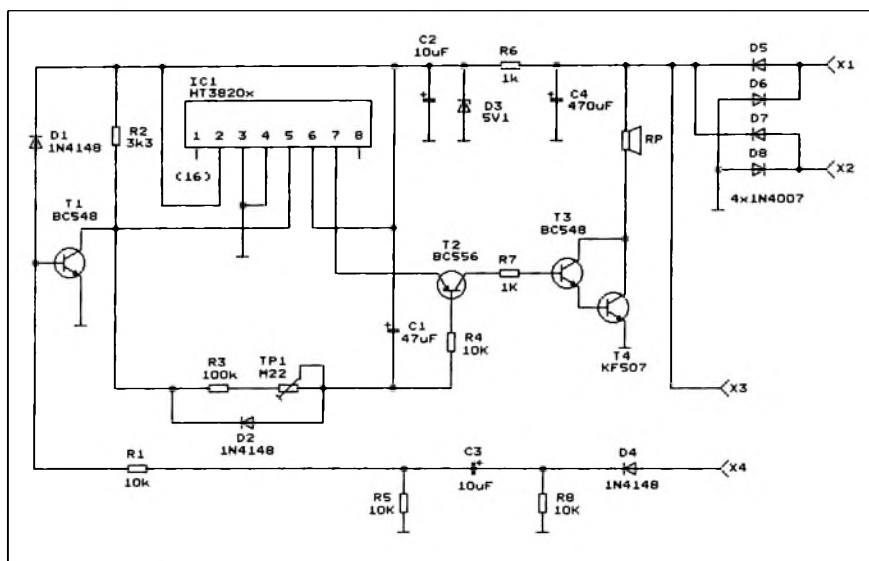 C2
10uF
R6
1k
D5
X1
IC1
HT3820x
D6
D1
1N4148
R2
3k3
D3
5V1
C4
470uF
D7
1 2 3 4 5 6 7 8
RP
D8
X2
(16)
4x1N4007
T1
BC548
T3
BC548
T2
BC556
R7
1K
C1
47uF
R4
10K
T4
KF507
R3
100k
TP1
M22
X3
D2
1N4148
R1
10k
C3
10uF
D4
1N4148
X4
R5
10K
R8
10K